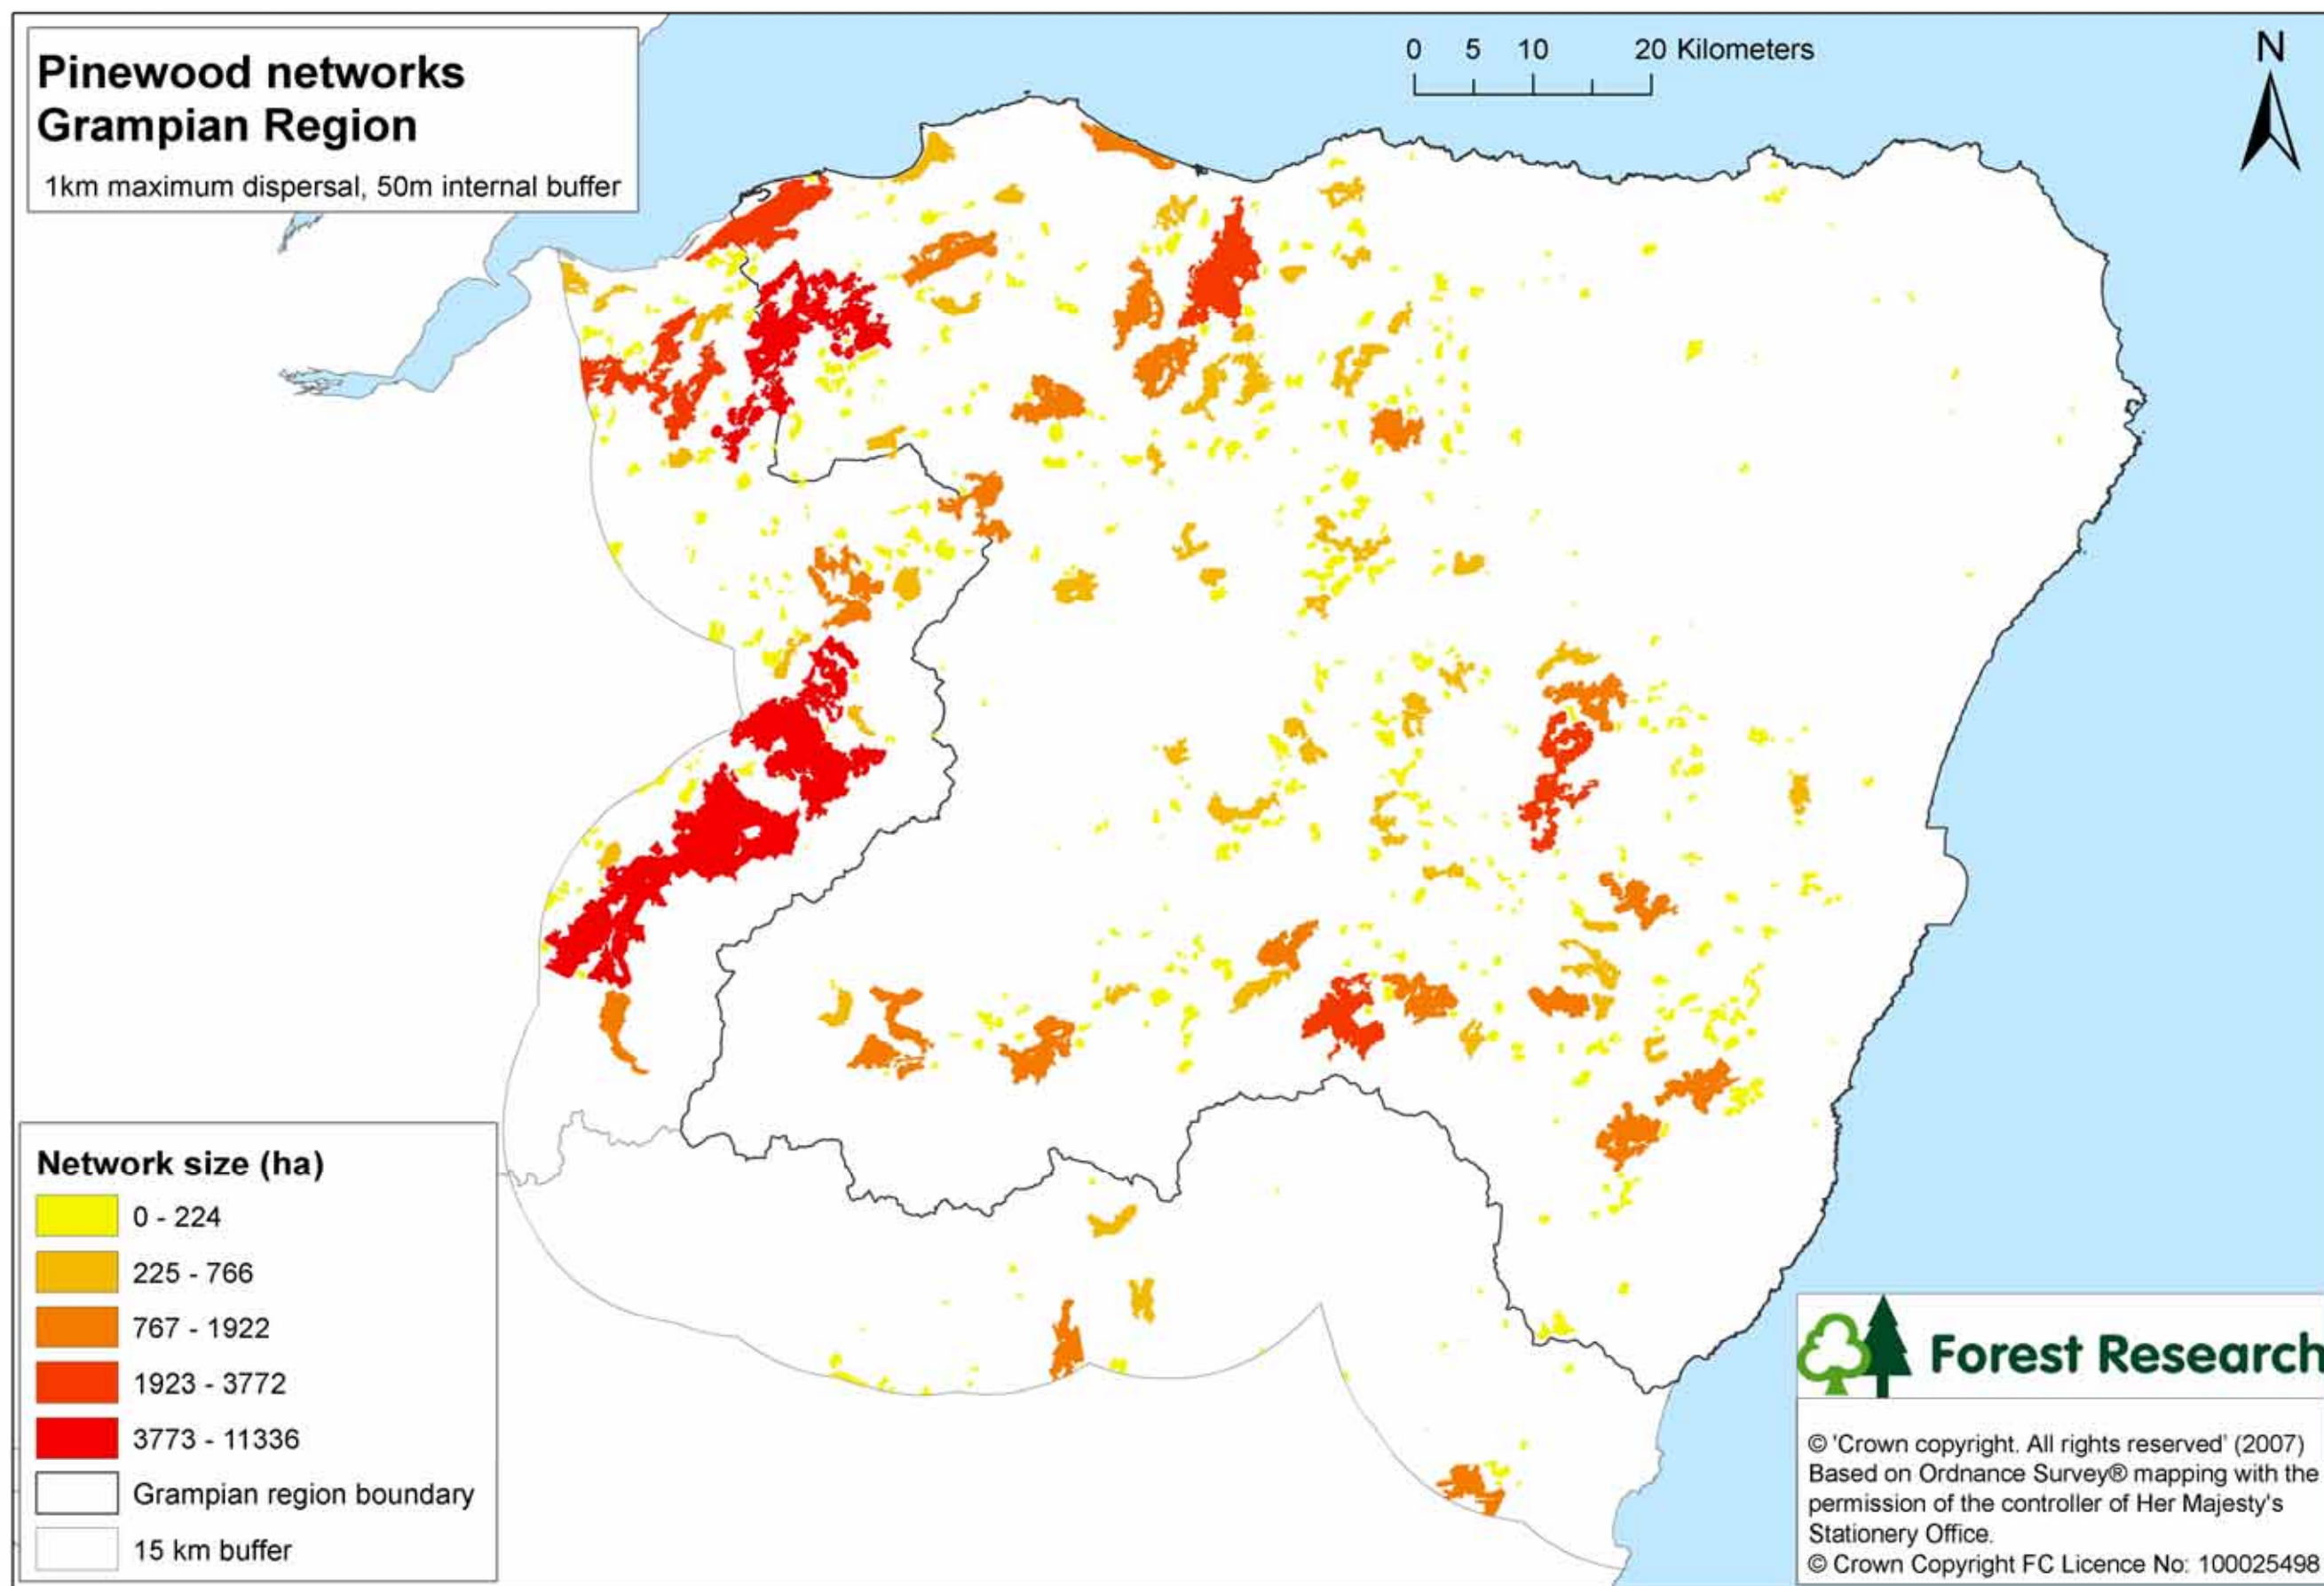 Pinewood networks
Grampian Region
1km maximum dispersal, 50m internal buffer
0 5 10 20 Kilometers
N
Network size (ha)
0 - 224
225 - 766
767 - 1922
1923 - 3772
3773 - 11336
Grampian region boundary
15 km buffer
Forest Research
© 'Crown copyright. All rights reserved' (2007)
Based on Ordnance Survey® mapping with the
permission of the controller of Her Majesty's
Stationery Office.
© Crown Copyright FC Licence No: 100025498